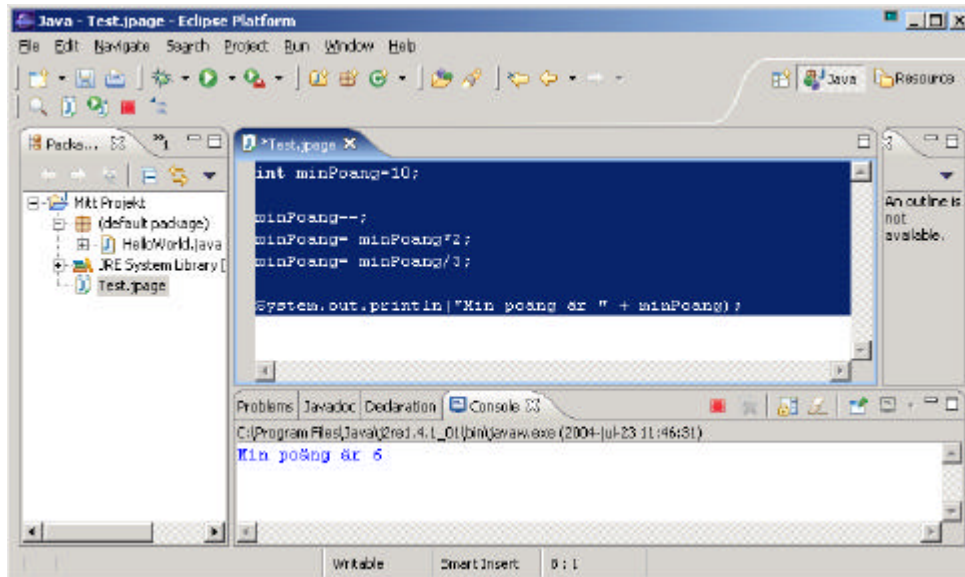 Java - Test.jpage - Eclipse Platform
File Edit Navigate Search Project Run Window Help
Java Resource
Packa...
1
*Test.jpage
Mitt Projekt
(default package)
HelloWorld.java
JRE System Library [
Test.jpage
int minPoang=10;
minPoang--;
minPoang= minPoang*2;
minPoang= minPoang/3;
System.out.println("Min poäng är " + minPoang);
An outline is
not
available.
Problems Javadoc Declaration Console
C:\Program Files\Java\j2re1.4.1_01\bin\javaw.exe (2004-jul-23 11:46:31)
Min poäng är 6
Writable Smart Insert 8 : 1